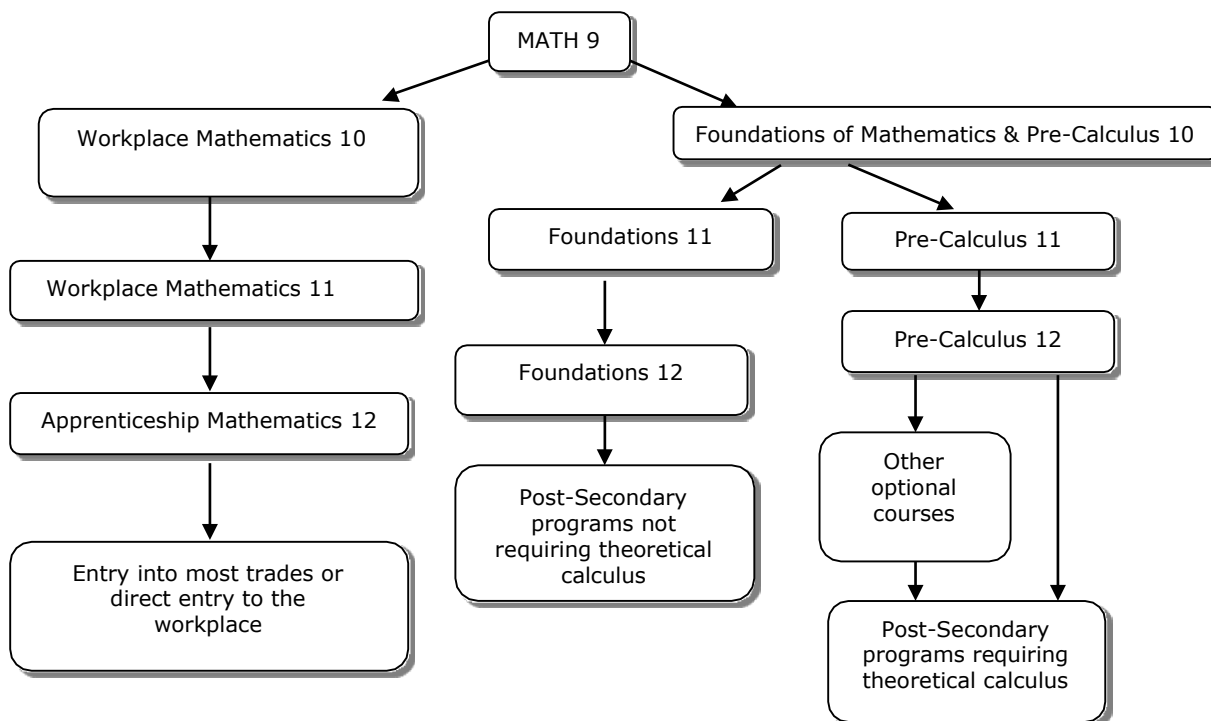 MATH 9
Workplace Mathematics 10
Foundations of Mathematics & Pre-Calculus 10
Foundations 11
Pre-Calculus 11
Workplace Mathematics 11
Pre-Calculus 12
Foundations 12
Apprenticeship Mathematics 12
Other
optional
courses
Post-Secondary
programs not
requiring theoretical
calculus
Entry into most trades or
direct entry to the
workplace
Post-Secondary
programs requiring
theoretical calculus